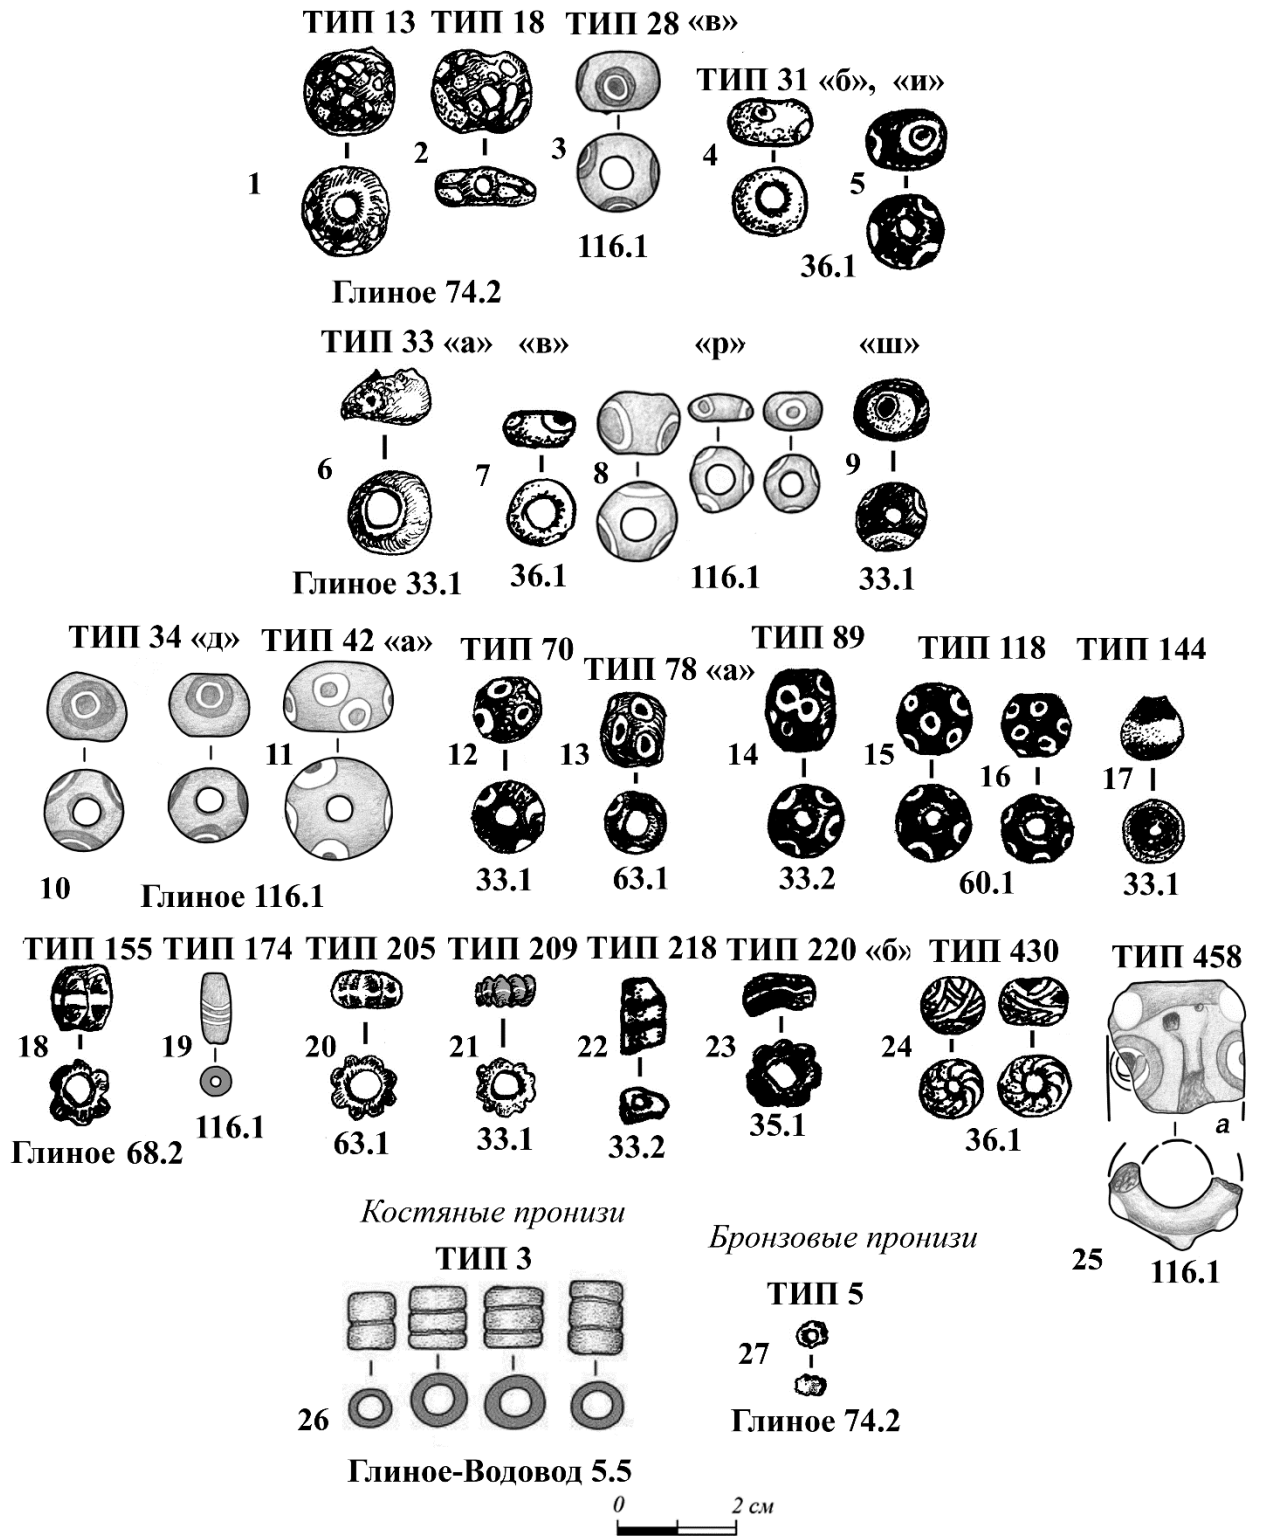 ТИП 13 ТИП 18 ТИП 28 «в»
ТИП 31 «б», «и»
1
2
3
4
5
116.1
36.1
Глиное 74.2
ТИП 33 «а» «в» «р» «ш»
6
7
8
9
Глиное 33.1
36.1
116.1
33.1
ТИП 34 «д» ТИП 42 «а» ТИП 70 ТИП 78 «а» ТИП 89 ТИП 118 ТИП 144
10
11
12
13
14
15
16
17
Глиное 116.1
33.1
63.1
33.2
60.1
33.1
ТИП 155 ТИП 174 ТИП 205 ТИП 209 ТИП 218 ТИП 220 «б» ТИП 430 ТИП 458
18
19
20
21
22
23
24
а
25
Глиное 68.2
116.1
63.1
33.1
33.2
35.1
36.1
116.1
Костяные пронизи
ТИП 3
26
Глиное-Водовод 5.5
Бронзовые пронизи
ТИП 5
27
Глиное 74.2
0 2 см